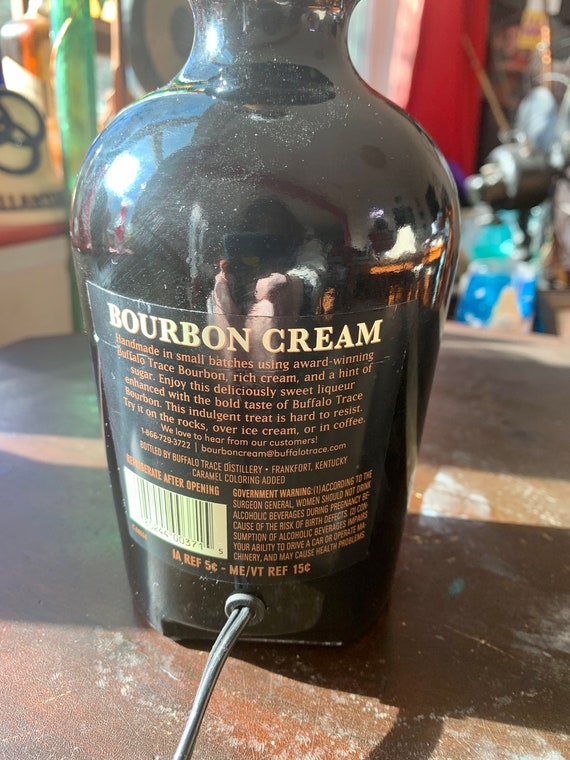 BOURBON CREAM
Handmade in small batches using award-winning
Buffalo Trace Bourbon, rich cream, and a hint of
sugar. Enjoy this deliciously sweet liqueur
enhanced with the bold taste of Buffalo Trace
Bourbon. This indulgent treat is hard to resist.
Try it on the rocks, over ice cream, or in coffee.
We love to hear from our customers!
1-866-729-3722 | bourboncream@buffalotrace.com
BOTTLED BY BUFFALO TRACE DISTILLERY • FRANKFORT, KENTUCKY
CARAMEL COLORING ADDED
REFRIGERATE AFTER OPENING
GOVERNMENT WARNING: (1) ACCORDING TO THE
SURGEON GENERAL, WOMEN SHOULD NOT DRINK
ALCOHOLIC BEVERAGES DURING PREGNANCY BE-
CAUSE OF THE RISK OF BIRTH DEFECTS. (2) CON-
SUMPTION OF ALCOHOLIC BEVERAGES IMPAIRS
YOUR ABILITY TO DRIVE A CAR OR OPERATE MA-
CHINERY, AND MAY CAUSE HEALTH PROBLEMS.
5
IA REF 5¢ - ME/VT REF 15¢